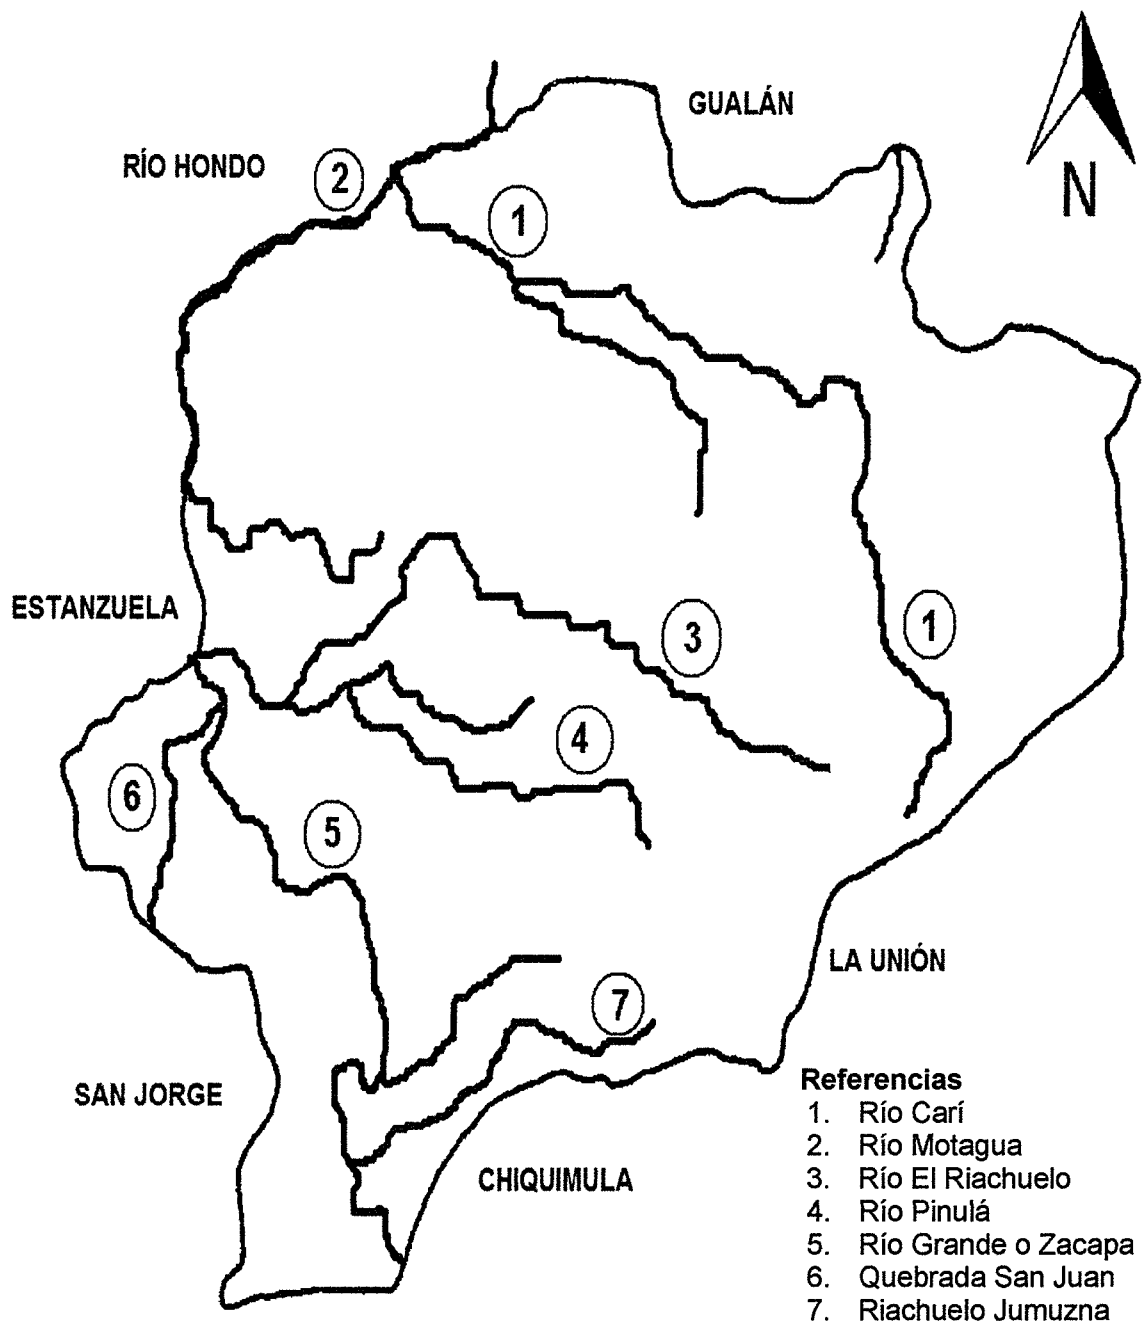 GUALÁN
RÍO HONDO
2
1
N
ESTANZUELA
3
1
4
6
5
LA UNIÓN
7
SAN JORGE
CHIQUIMULA
Referencias
1. Río Carí
2. Río Motagua
3. Río El Riachuelo
4. Río Pinulá
5. Río Grande o Zacapa
6. Quebrada San Juan
7. Riachuelo Jumuzna